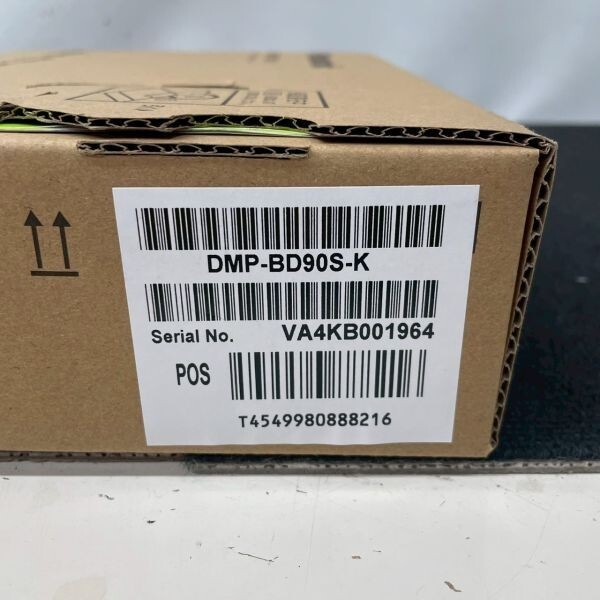 DMP-BD90S-K
Serial No. VA4KB001964
POS
T4549980888216